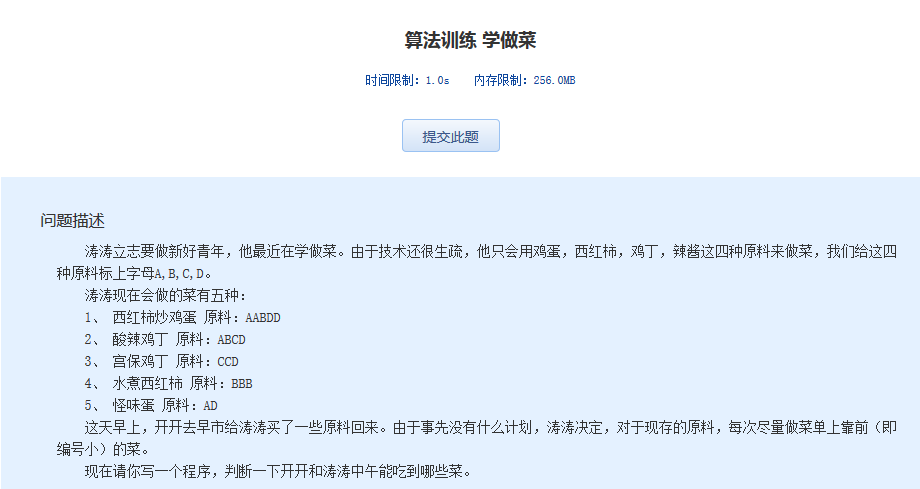 算法训练 学做菜
时间限制：1.0s 内存限制：256.0MB
提交此题
问题描述
涛涛立志要做新好青年，他最近在学做菜。由于技术还很生疏，他只会用鸡蛋，西红柿，鸡丁，辣酱这四种原料来做菜，我们给这四
种原料标上字母A,B,C,D。
涛涛现在会做的菜有五种：
1、 西红柿炒鸡蛋 原料：AABDD
2、 酸辣鸡丁 原料：ABCD
3、 宫保鸡丁 原料：CCD
4、 水煮西红柿 原料：BBB
5、 怪味蛋 原料：AD
这天早上，开开去早市给涛涛买了一些原料回来。由于事先没有什么计划，涛涛决定，对于现存的原料，每次尽量做菜单上靠前（即
编号小）的菜。
现在请你写一个程序，判断一下开开和涛涛中午能吃到哪些菜。